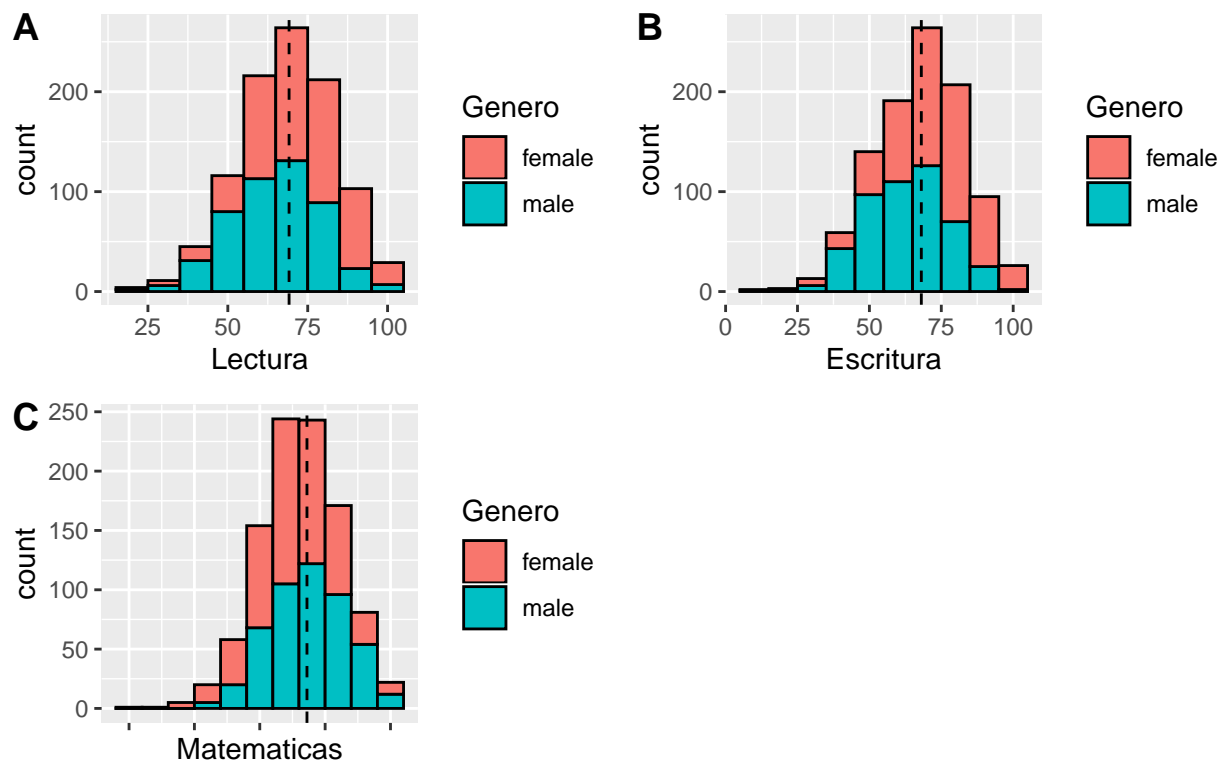 A
count
200
100
0
25 50 75 100
Lectura
Genero
female
male
B
count
200
100
0
0 25 50 75 100
Escritura
Genero
female
male
C
count
250
200
150
100
50
0
Matematicas
Genero
female
male